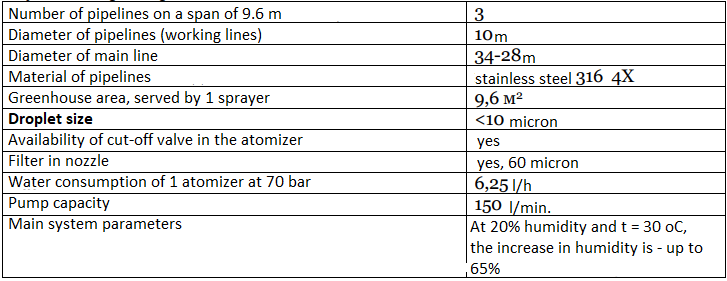 Number of pipelines on a span of 9.6 m 3
Diameter of pipelines (working lines) 10m
Diameter of main line 34-28m
Material of pipelines stainless steel 316 4X
Greenhouse area, served by 1 sprayer 9,6 м²
Droplet size <10 micron
Availability of cut-off valve in the atomizer yes
Filter in nozzle yes, 60 micron
Water consumption of 1 atomizer at 70 bar 6,25 l/h
Pump capacity 150 l/min.
Main system parameters At 20% humidity and t = 30 oC,
the increase in humidity is - up to
65%